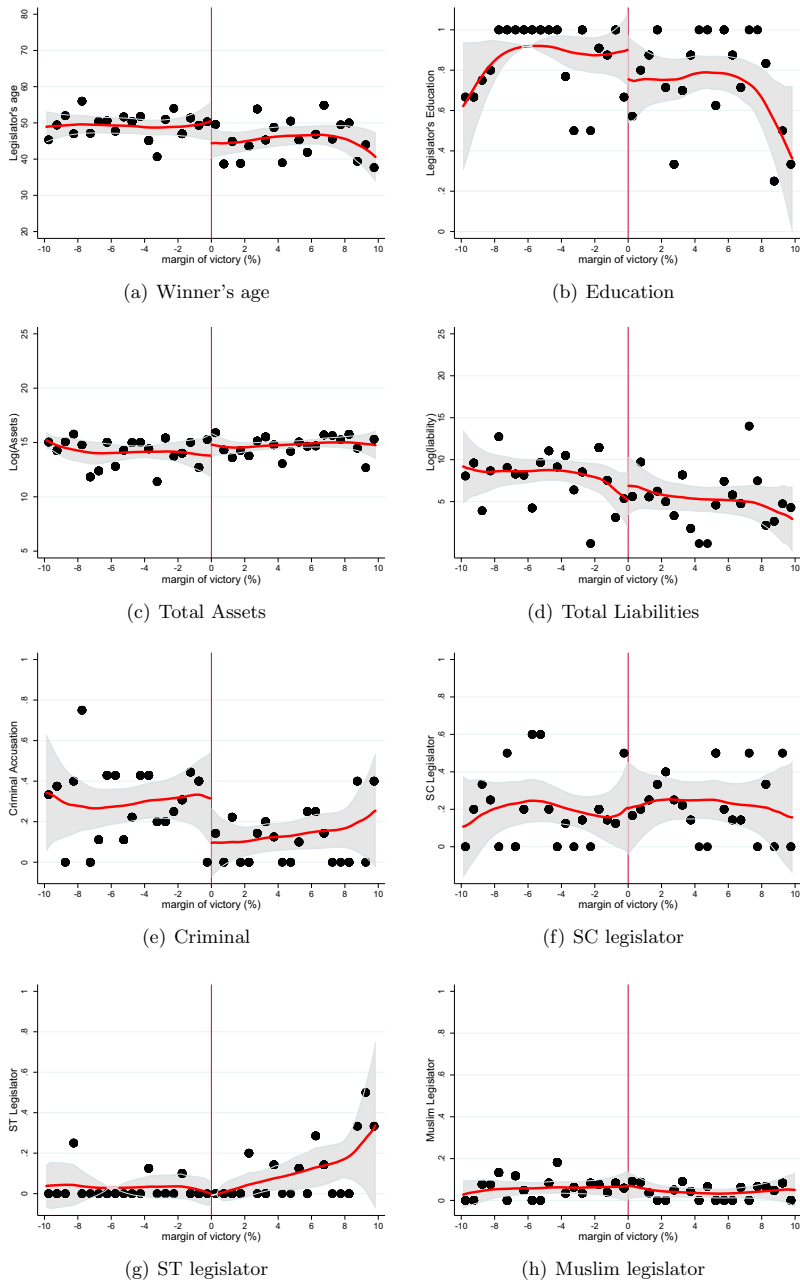 80
70
60
50
40
30
20
Legislator's age
-10 -8 -6 -4 -2 0 2 4 6 8 10
margin of victory (%)
(a) Winner's age
1
.8
.6
.4
.2
0
Legislator's Education
-10 -8 -6 -4 -2 0 2 4 6 8 10
margin of victory (%)
(b) Education
25
20
15
10
5
Log(Assets)
-10 -8 -6 -4 -2 0 2 4 6 8 10
margin of victory (%)
(c) Total Assets
25
20
15
10
5
Log(liability)
-10 -8 -6 -4 -2 0 2 4 6 8 10
margin of victory (%)
(d) Total Liabilities
1
.8
.6
.4
.2
0
Criminal Accusation
-10 -8 -6 -4 -2 0 2 4 6 8 10
margin of victory (%)
(e) Criminal
1
.8
.6
.4
.2
0
SC Legislator
-10 -8 -6 -4 -2 0 2 4 6 8 10
margin of victory (%)
(f) SC legislator
1
.8
.6
.4
.2
0
ST Legislator
-10 -8 -6 -4 -2 0 2 4 6 8 10
margin of victory (%)
(g) ST legislator
1
.8
.6
.4
.2
0
Muslim Legislator
-10 -8 -6 -4 -2 0 2 4 6 8 10
margin of victory (%)
(h) Muslim legislator